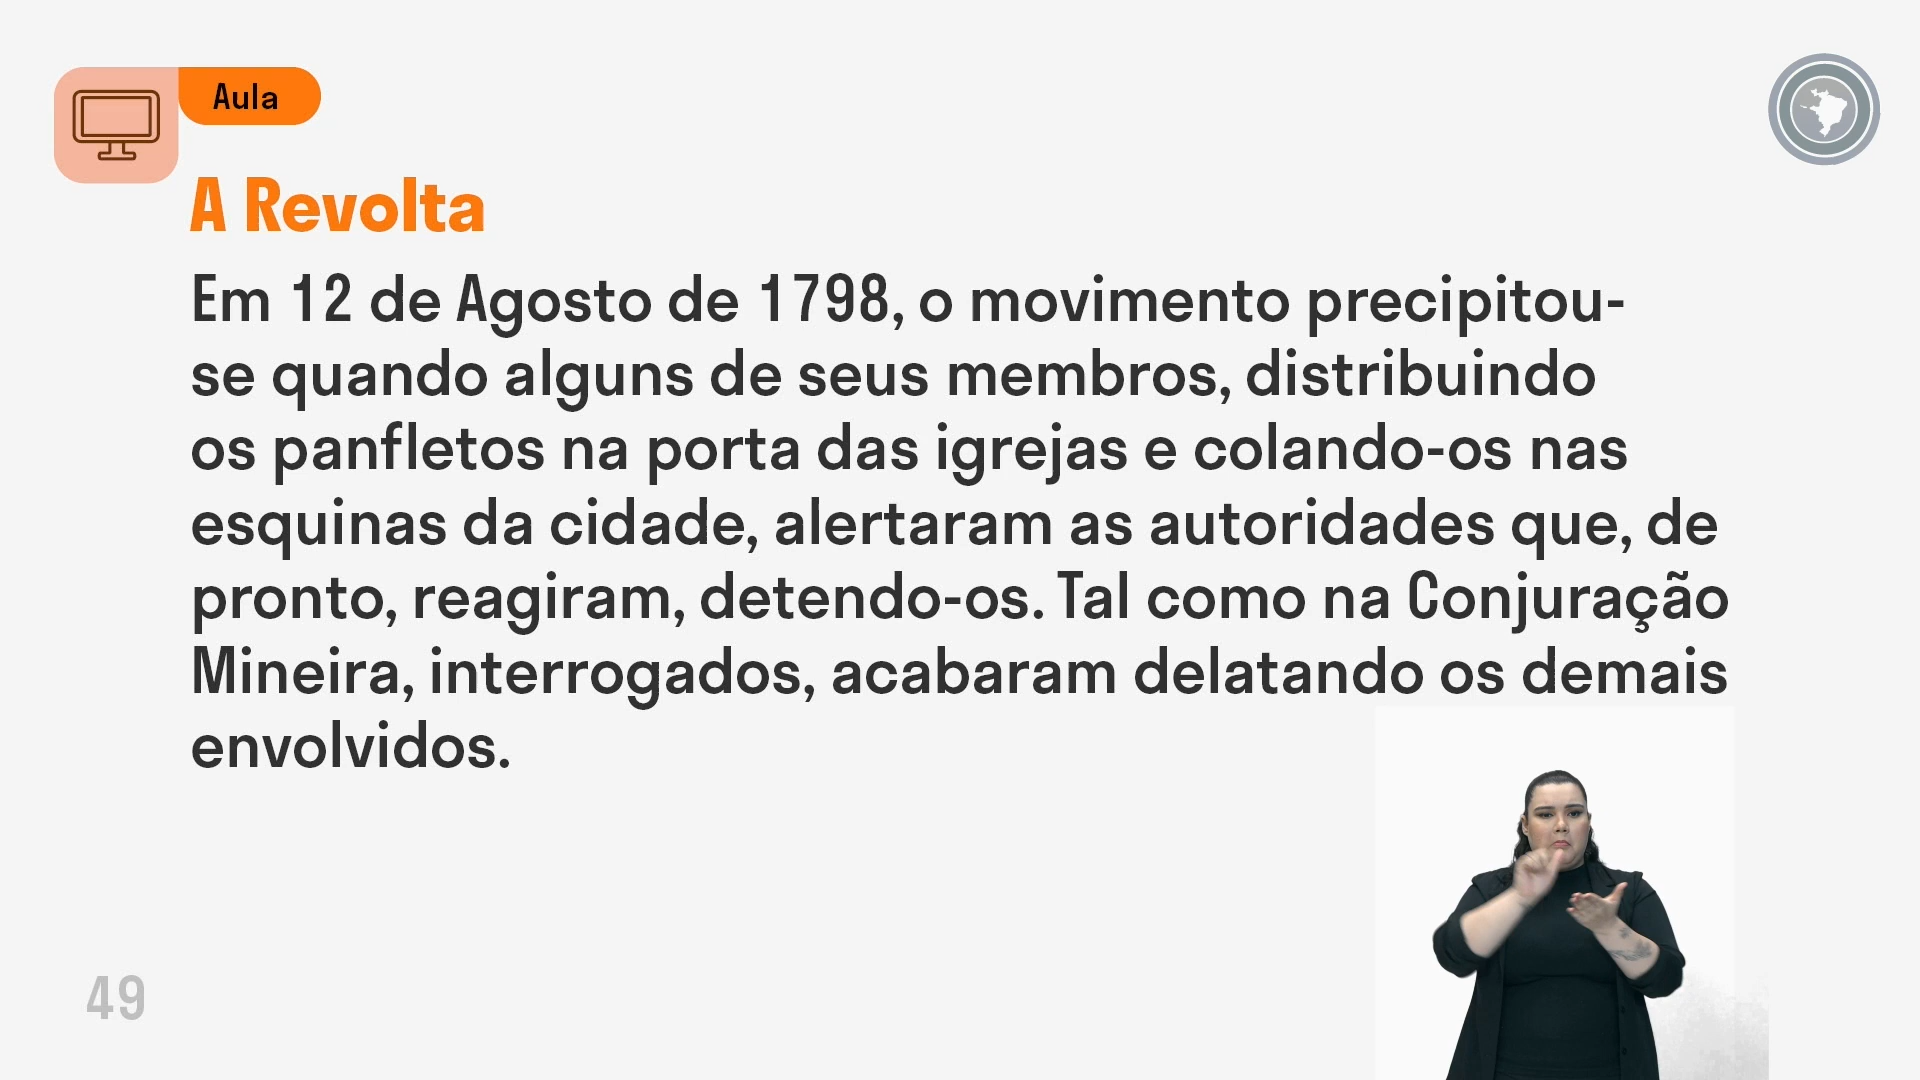 Aula
A Revolta
Em 12 de Agosto de 1798, o movimento precipitou-
se quando alguns de seus membros, distribuindo
os panfletos na porta das igrejas e colando-os nas
esquinas da cidade, alertaram as autoridades que, de
pronto, reagiram, detendo-os. Tal como na Conjuração
Mineira, interrogados, acabaram delatando os demais
envolvidos.
49